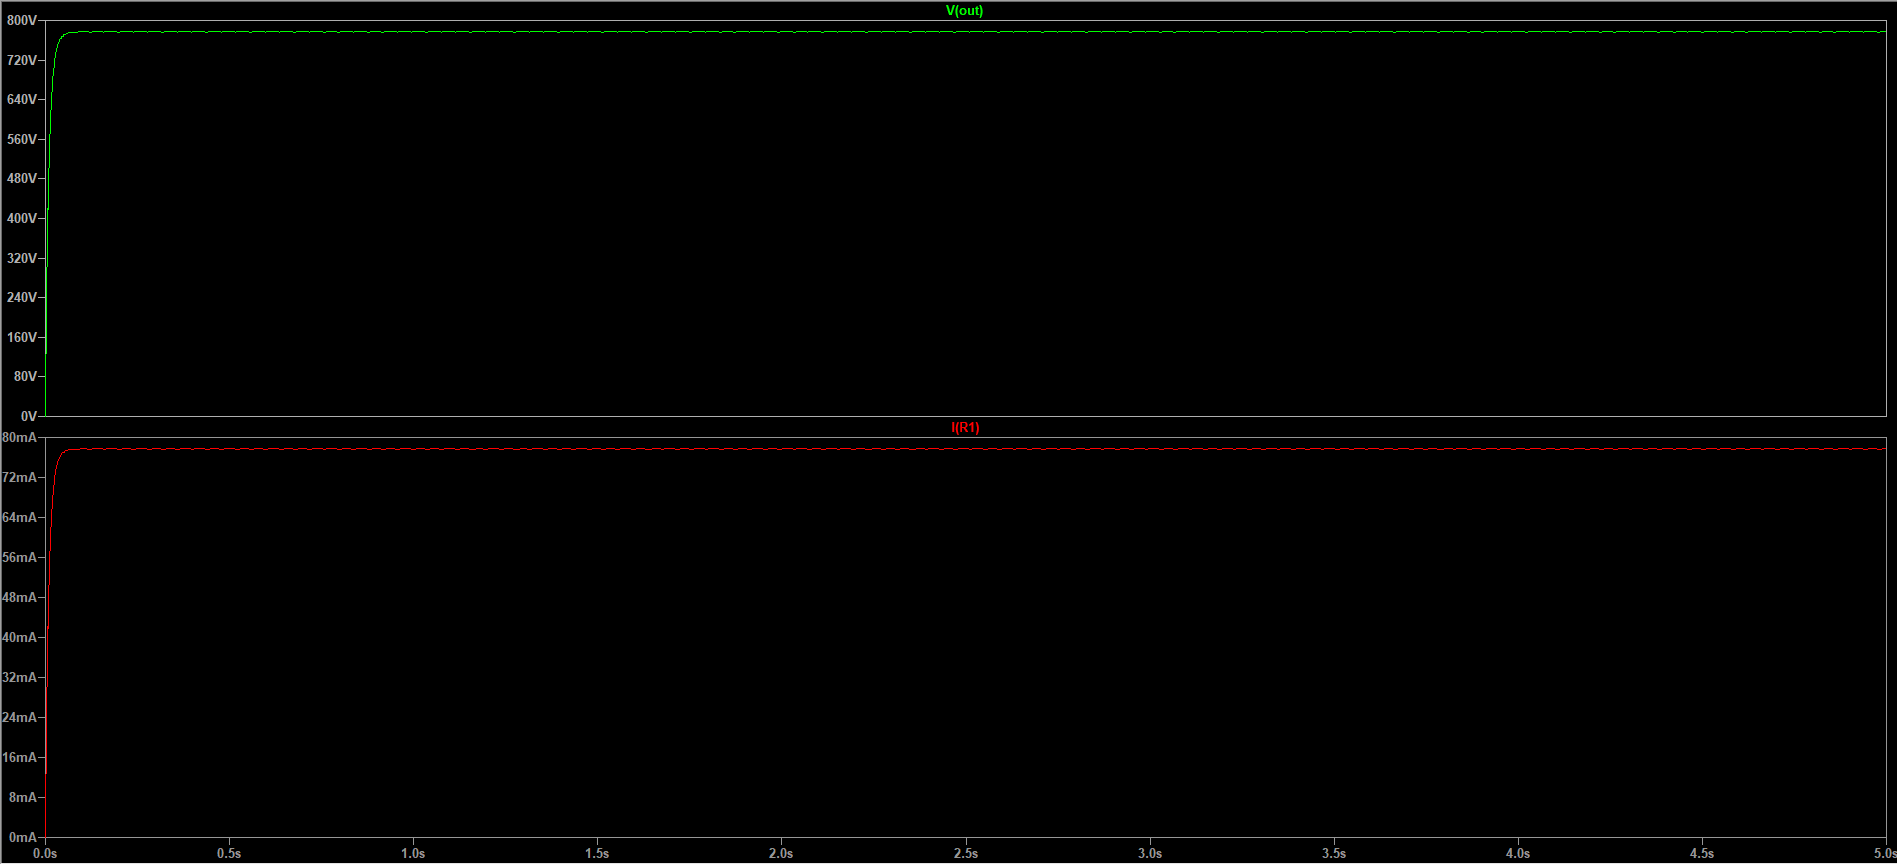 V(out)
800V
720V
640V
560V
480V
400V
320V
240V
160V
80V
0V
I(R1)
80mA
72mA
64mA
56mA
48mA
40mA
32mA
24mA
16mA
8mA
0mA
0.0s 0.5s 1.0s 1.5s 2.0s 2.5s 3.0s 3.5s 4.0s 4.5s 5.0s